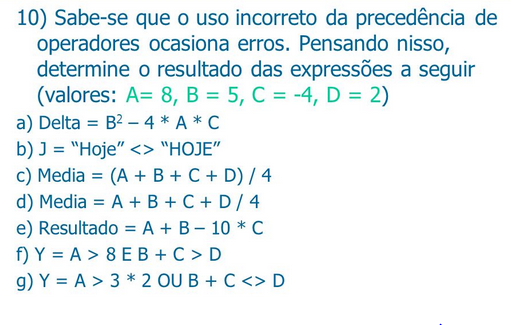 10) Sabe-se que o uso incorreto da precedência de
operadores ocasiona erros. Pensando nisso,
determine o resultado das expressões a seguir
(valores: A= 8, B = 5, C = -4, D = 2)
a) Delta = B² – 4 * A * C
b) J = “Hoje” <> “HOJE”
c) Media = (A + B + C + D) / 4
d) Media = A + B + C + D / 4
e) Resultado = A + B – 10 * C
f) Y = A > 8 E B + C > D
g) Y = A > 3 * 2 OU B + C <> D